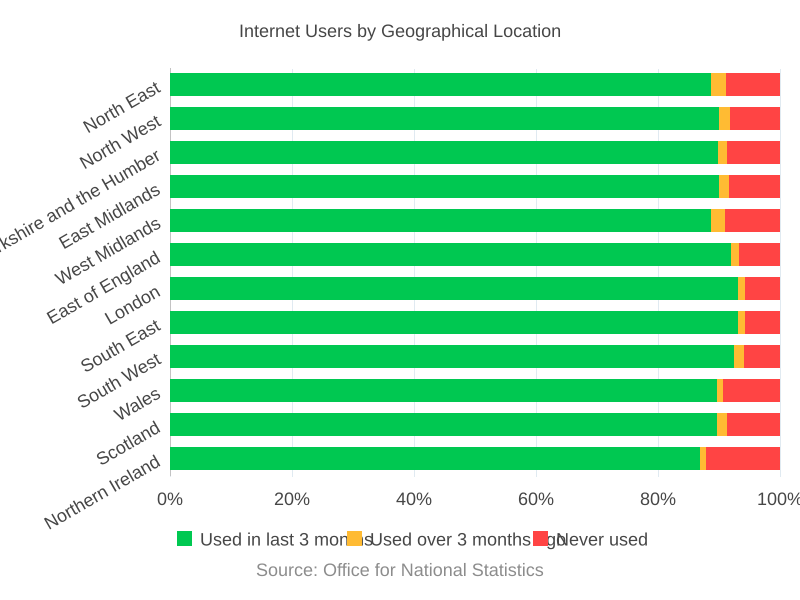 Internet Users by Geographical Location
North East
North West
and the Humber
East Midlands
West Midlands
East of England
London
South East
South West
Wales
Scotland
Northern Ireland
0% 20% 40% 60% 80% 100%
Used in last 3 months Used over 3 months ago Never used
Source: Office for National Statistics